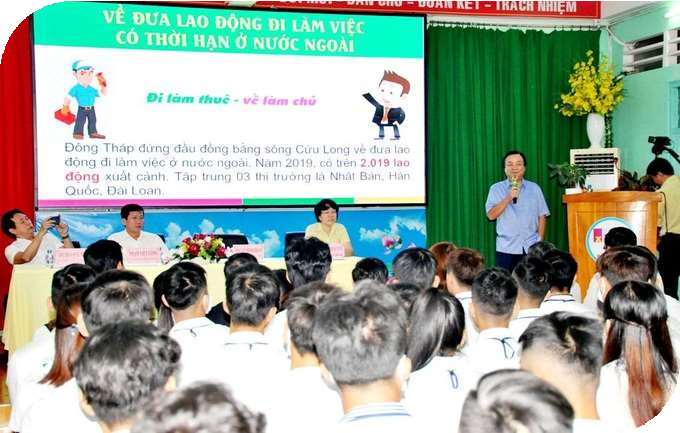 ĐOÀN KẾT - TRÁCH NHIỆM
VỀ ĐƯA LAO ĐỘNG ĐI LÀM VIỆC
CÓ THỜI HẠN Ở NƯỚC NGOÀI
Đi làm thuê - về làm chủ
Đồng Tháp đứng đầu đồng bằng sông Cửu Long về đưa lao
động đi làm việc ở nước ngoài. Năm 2019, có trên 2.019 lao
động xuất cảnh. Tập trung 03 thị trường là Nhật Bản, Hàn
Quốc, Đài Loan.